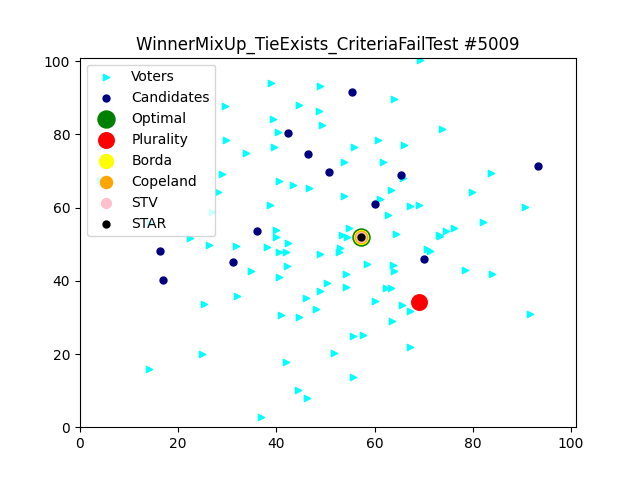 WinnerMixUp_TieExists_CriteriaFailTest #5009
100
80
60
40
20
0
Voters
Candidates
Optimal
Plurality
Borda
Copeland
STV
STAR
0 20 40 60 80 100